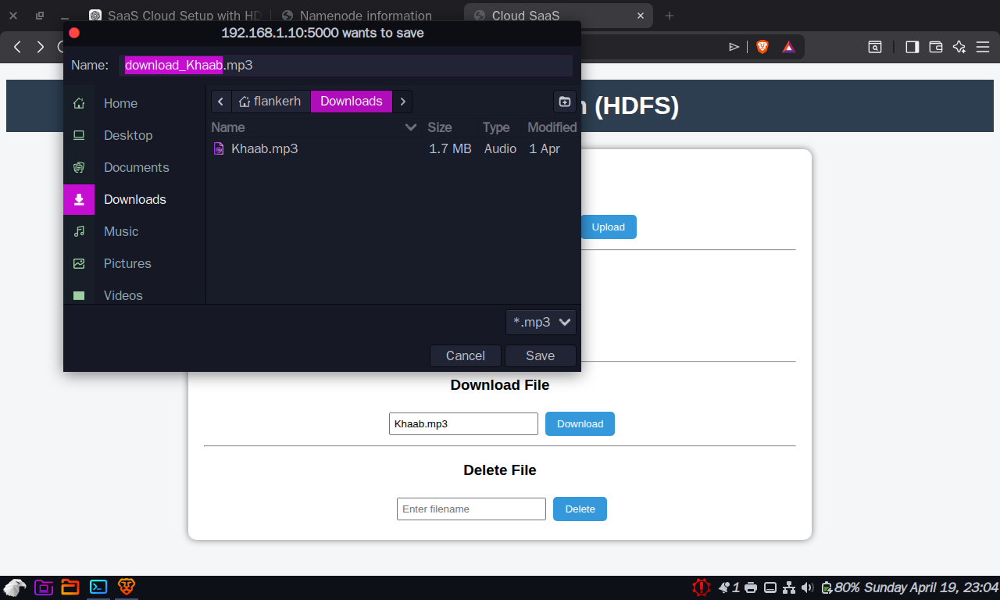 SaaS Cloud Setup with HD
Namenode information
Cloud SaaS
192.168.1.10:5000 wants to save
Name: download_Khaab.mp3
flankerh Downloads
Name Size Type Modified
Khaab.mp3 1.7 MB Audio 1 Apr
Home
Desktop
Documents
Downloads
Music
Pictures
Videos
*.mp3
Cancel Save
(HDFS)
Upload
Download File
Khaab.mp3 Download
Delete File
Enter filename Delete
1 80% Sunday April 19, 23:04